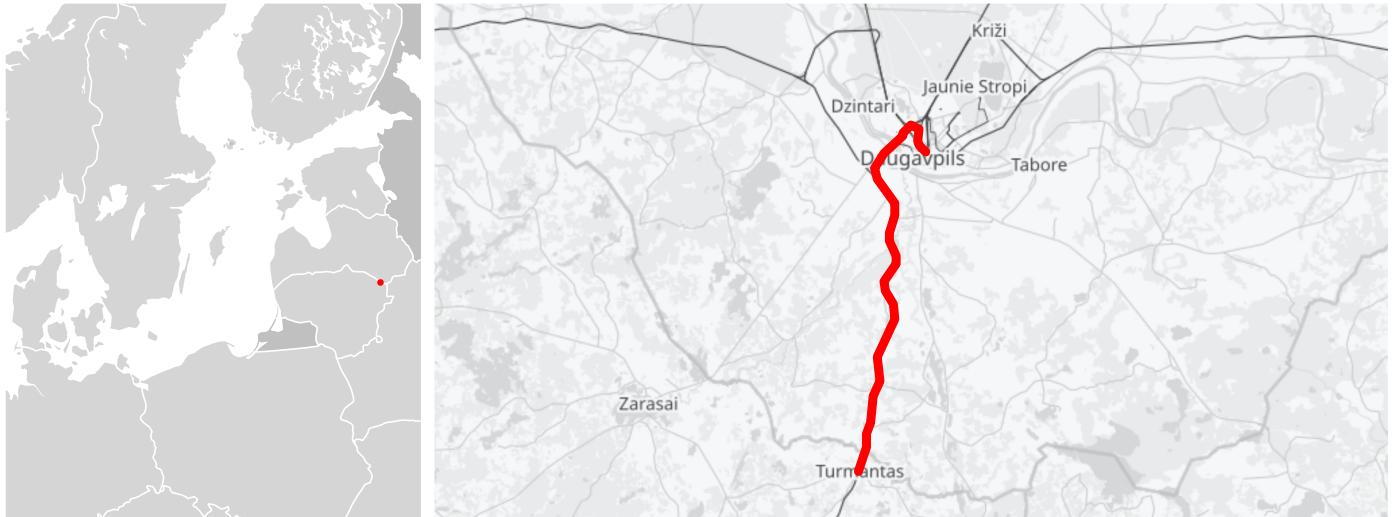 Križi
Jaunie Stropi
Dzintari
Daugavpils
Tabore
Zarasai
Turmantas